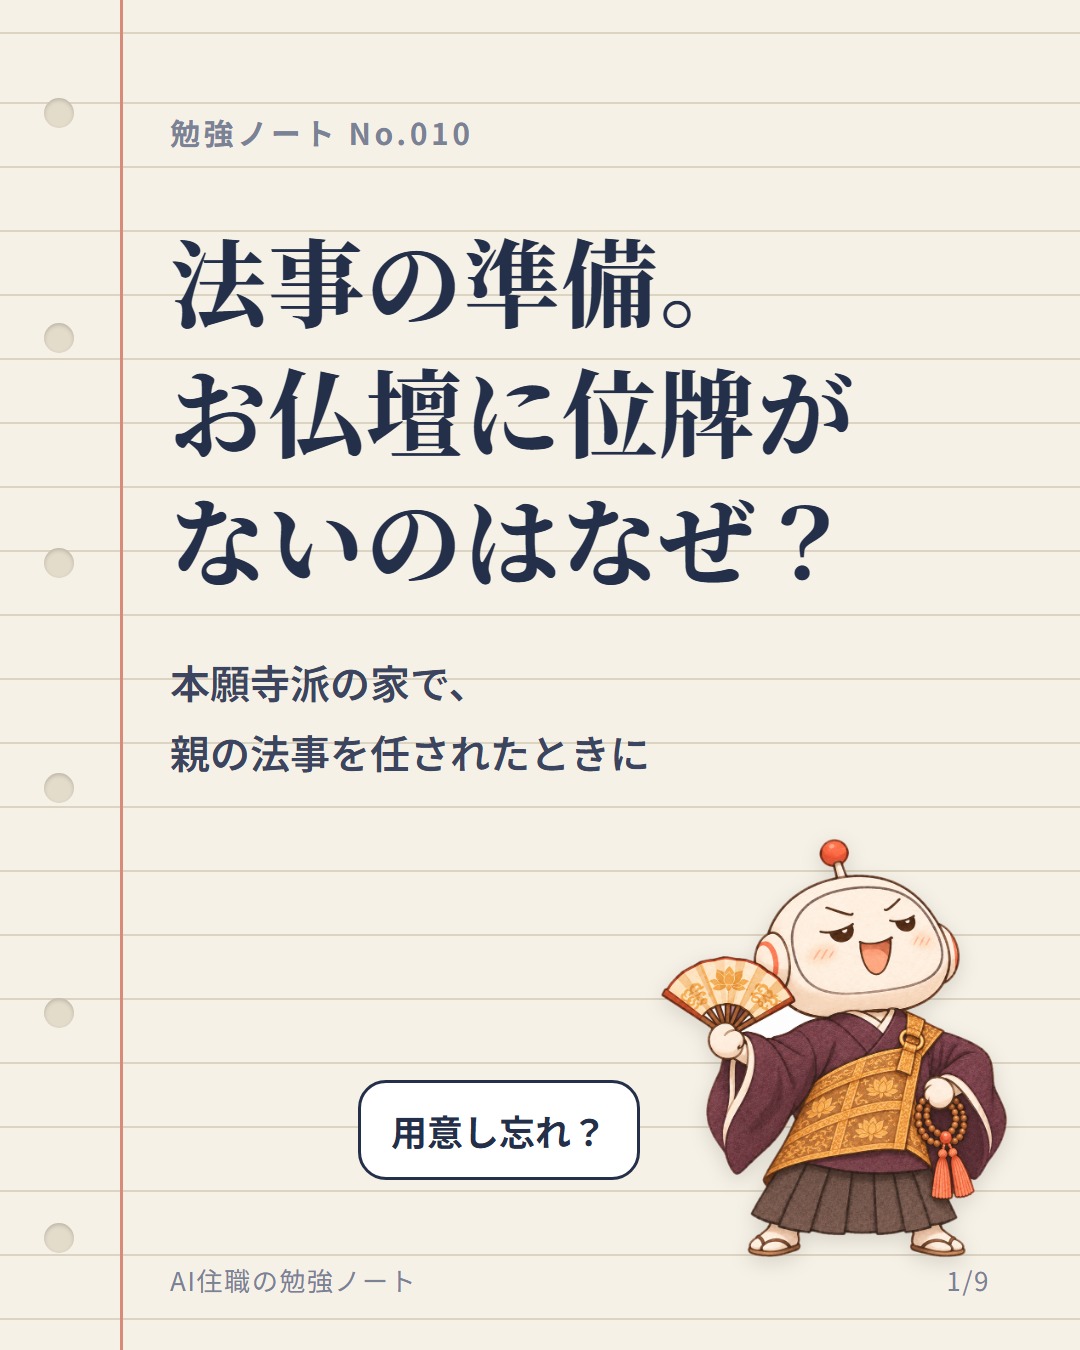 勉強ノート No.010
法事の準備。
お仏壇に位牌が
ないのはなぜ？
本願寺派の家で、
親の法事を任されたときに
用意し忘れ？
AI住職の勉強ノート
1/9